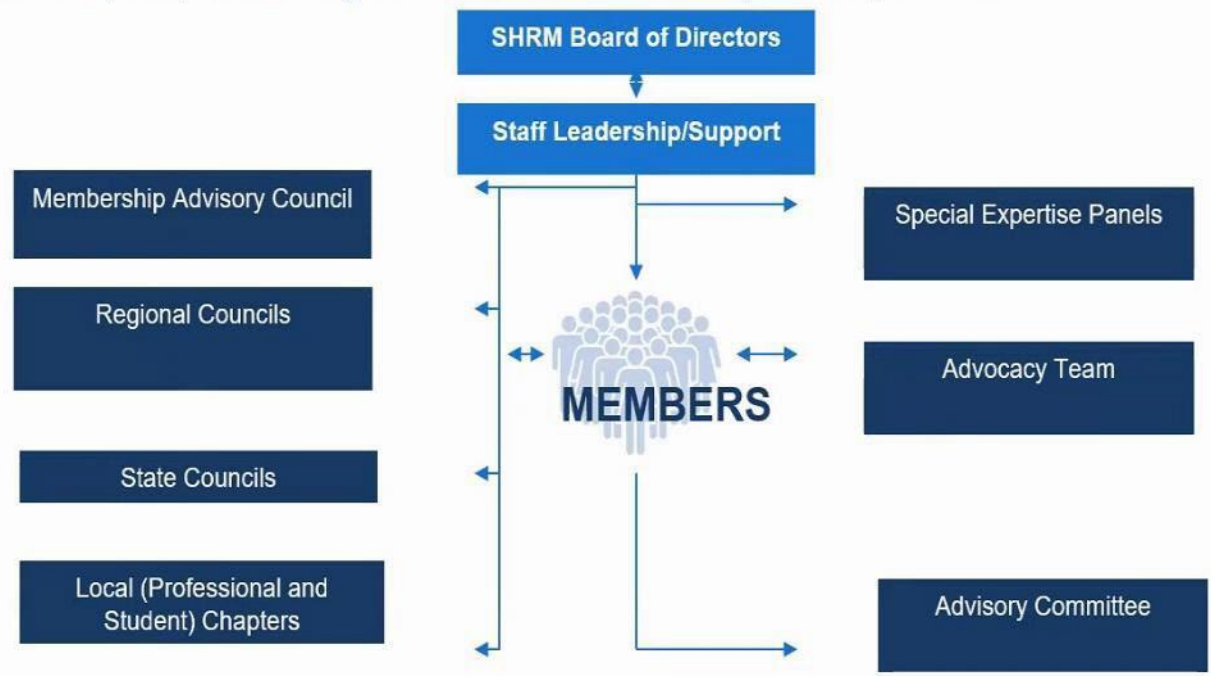 SHRM Board of Directors
Staff Leadership/Support
Membership Advisory Council
Special Expertise Panels
Regional Councils
Advocacy Team
MEMBERS
State Councils
Local (Professional and
Student) Chapters
Advisory Committee